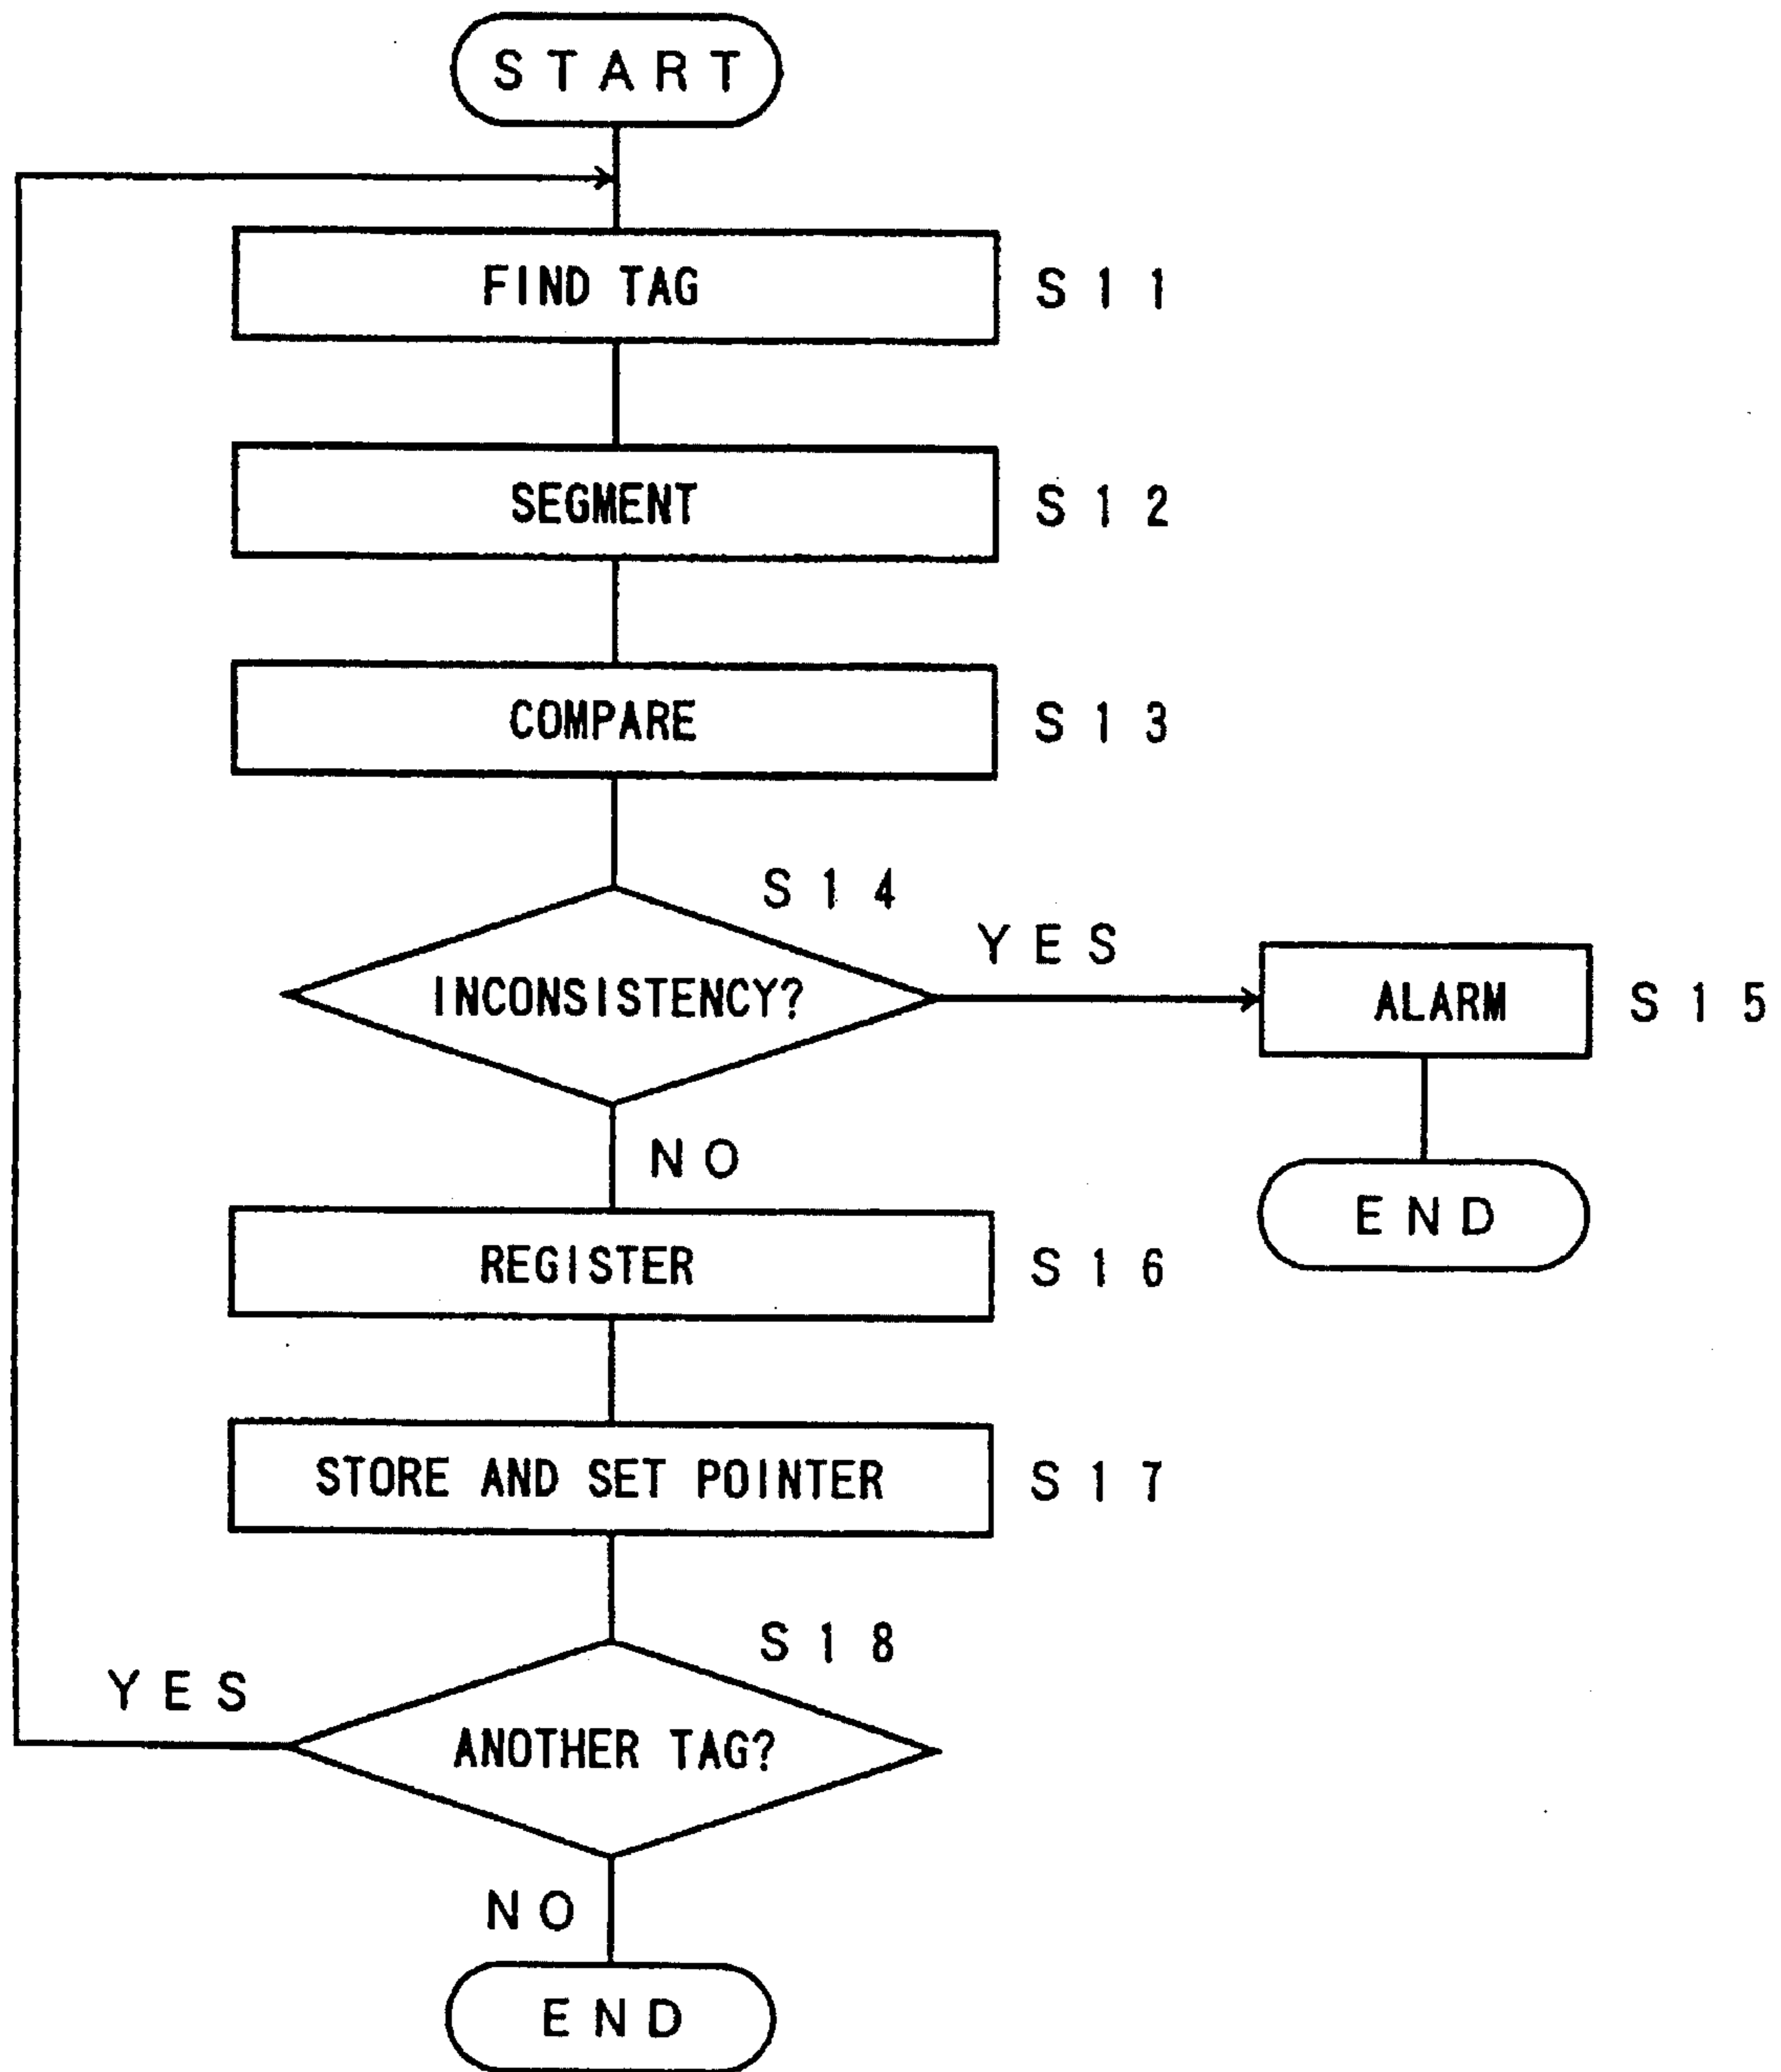 START
FIND TAG S11
SEGMENT S12
COMPARE S13
S14
INCONSISTENCY?
YES
ALARM S15
END
NO
REGISTER S16
STORE AND SET POINTER S17
S18
YES
ANOTHER TAG?
NO
END